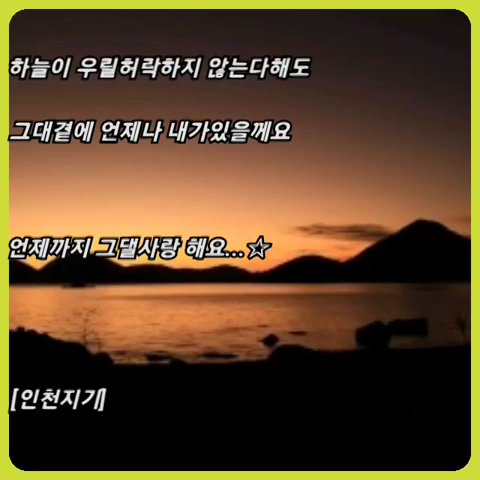 하늘이 우릴허락하지 않는다해도
그대곁에 언제나 내가있을께요
언제까지 그댈사랑 해요...☆
[인천지기]